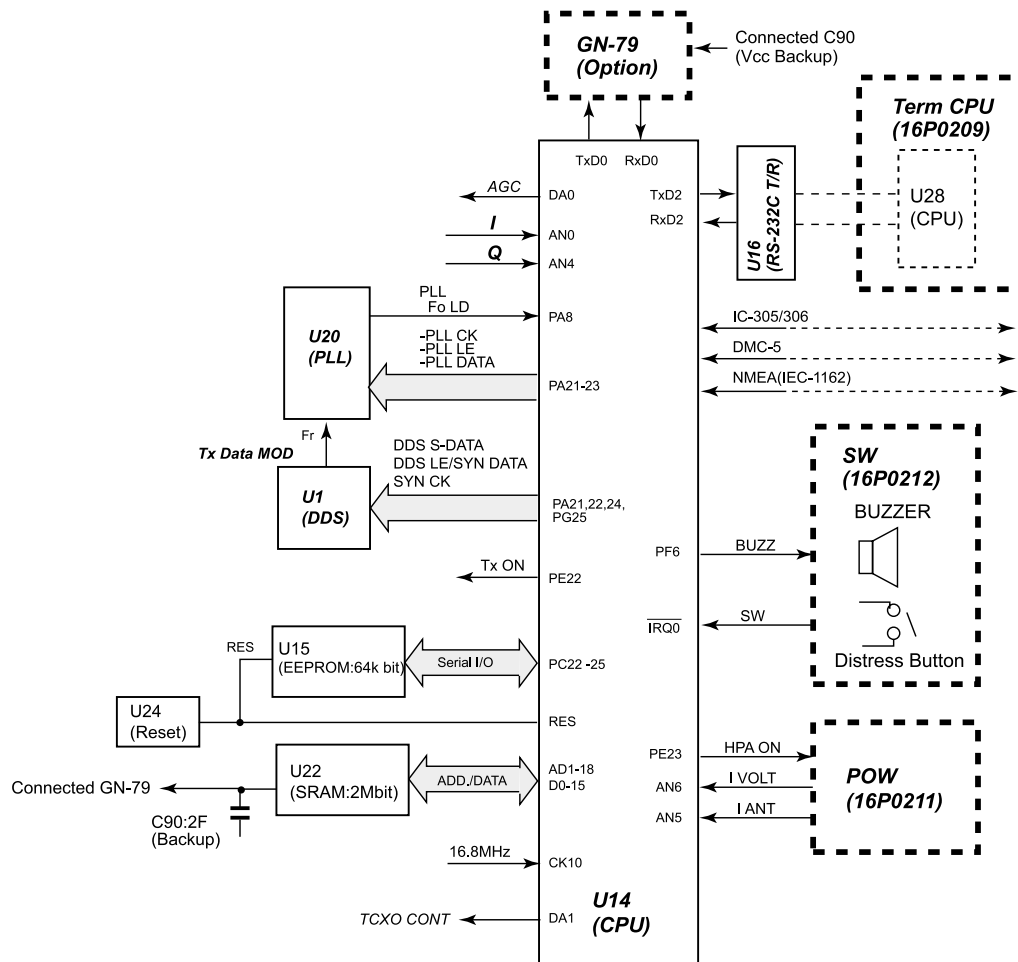 GN-79
(Option)
Connected C90
(Vcc Backup)
Term CPU
(16P0209)
U28
(CPU)
TxD0
RxD0
AGC
DA0
I
AN0
Q
AN4
TxD2
RxD2
U16
(RS-232C T/R)
PLL
Fo LD
PA8
U20
(PLL)
-PLL CK
-PLL LE
-PLL DATA
PA21-23
IC-305/306
DMC-5
NMEA(IEC-1162)
Fr
Tx Data MOD
U1
(DDS)
DDS S-DATA
DDS LE/SYN DATA
SYN CK
PA21,22,24,
PG25
SW
(16P0212)
BUZZER
PF6
BUZZ
Tx ON
PE22
IRQ0
SW
Distress Button
RES
U15
(EEPROM:64k bit)
Serial I/O
PC22 -25
U24
(Reset)
RES
PE23
HPA ON
AN6
I VOLT
AN5
I ANT
POW
(16P0211)
Connected GN-79
U22
(SRAM:2Mbit)
ADD./DATA
AD1-18
D0-15
C90:2F
(Backup)
16.8MHz
CK10
U14
(CPU)
TCXO CONT
DA1